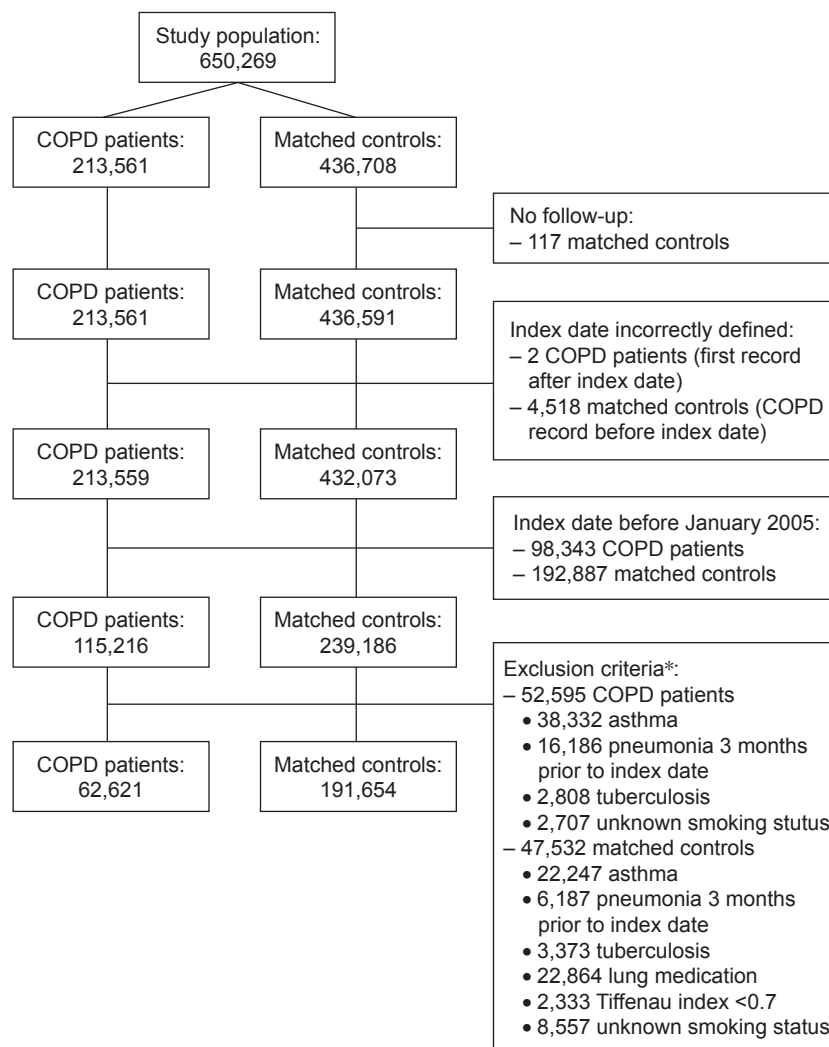 Study population:
650,269
COPD patients:
213,561
Matched controls:
436,708
No follow-up:
– 117 matched controls
COPD patients:
213,561
Matched controls:
436,591
Index date incorrectly defined:
– 2 COPD patients (first record
after index date)
– 4,518 matched controls (COPD
record before index date)
COPD patients:
213,559
Matched controls:
432,073
Index date before January 2005:
– 98,343 COPD patients
– 192,887 matched controls
COPD patients:
115,216
Matched controls:
239,186
Exclusion criteria*:
– 52,595 COPD patients
• 38,332 asthma
• 16,186 pneumonia 3 months
prior to index date
• 2,808 tuberculosis
• 2,707 unknown smoking stutus
– 47,532 matched controls
• 22,247 asthma
• 6,187 pneumonia 3 months
prior to index date
• 3,373 tuberculosis
• 22,864 lung medication
• 2,333 Tiffenau index <0.7
• 8,557 unknown smoking status
COPD patients:
62,621
Matched controls:
191,654